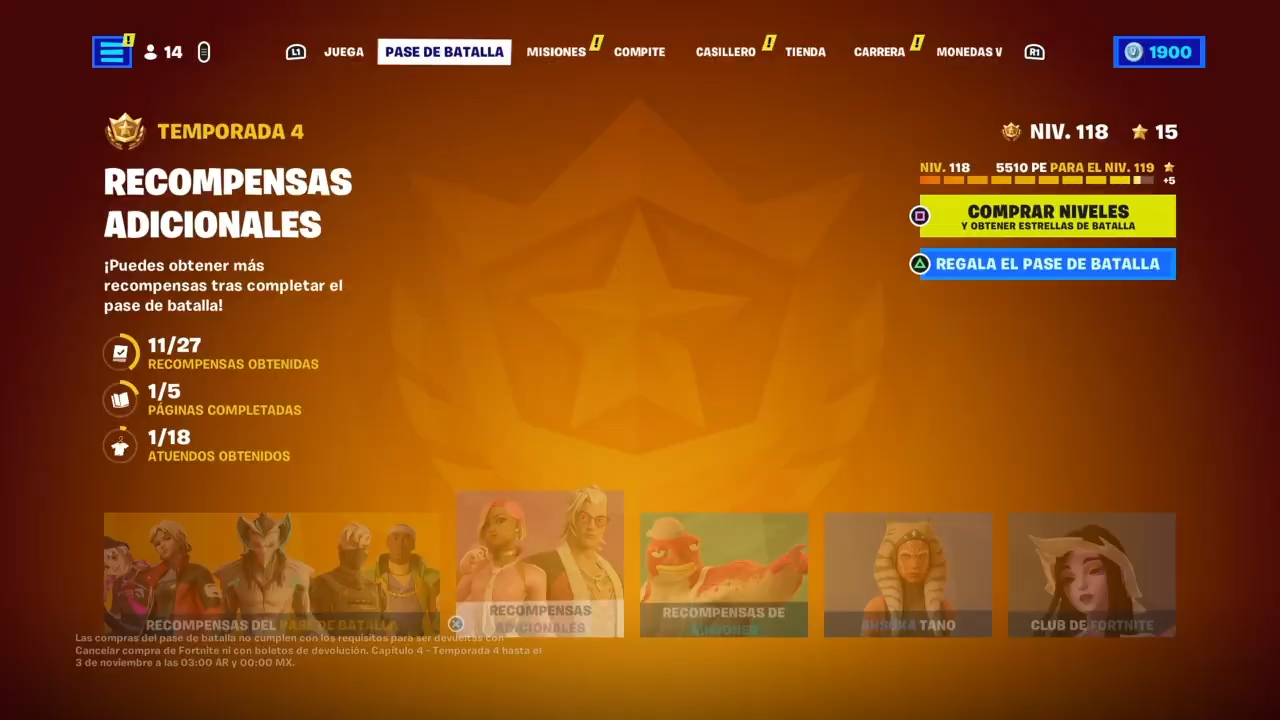 14
L1
JUEGA
PASE DE BATALLA
MISIONES
COMPITE
CASILLERO
TIENDA
CARRERA
MONEDAS V
R1
1900
TEMPORADA 4
NIV. 118
15
RECOMPENSAS
ADICIONALES
NIV. 118
5510 PE PARA EL NIV. 119
+5
COMPRAR NIVELES
Y OBTENER ESTRELLAS DE BATALLA
REGALA EL PASE DE BATALLA
¡Puedes obtener más
recompensas tras completar el
pase de batalla!
11/27
RECOMPENSAS OBTENIDAS
1/5
PÁGINAS COMPLETADAS
1/18
ATUENDOS OBTENIDOS
RECOMPENSAS DEL PASE DE BATALLA
RECOMPENSAS
ADICIONALES
RECOMPENSAS DE
MISIONES
AHSOKA TANO
CLUB DE FORTNITE
Las compras del pase de batalla no cumplen con los requisitos para ser devueltas con
Cancelar compra de Fortnite ni con boletos de devolución. Capítulo 4 - Temporada 4 hasta el
3 de noviembre a las 03:00 AR y 00:00 MX.